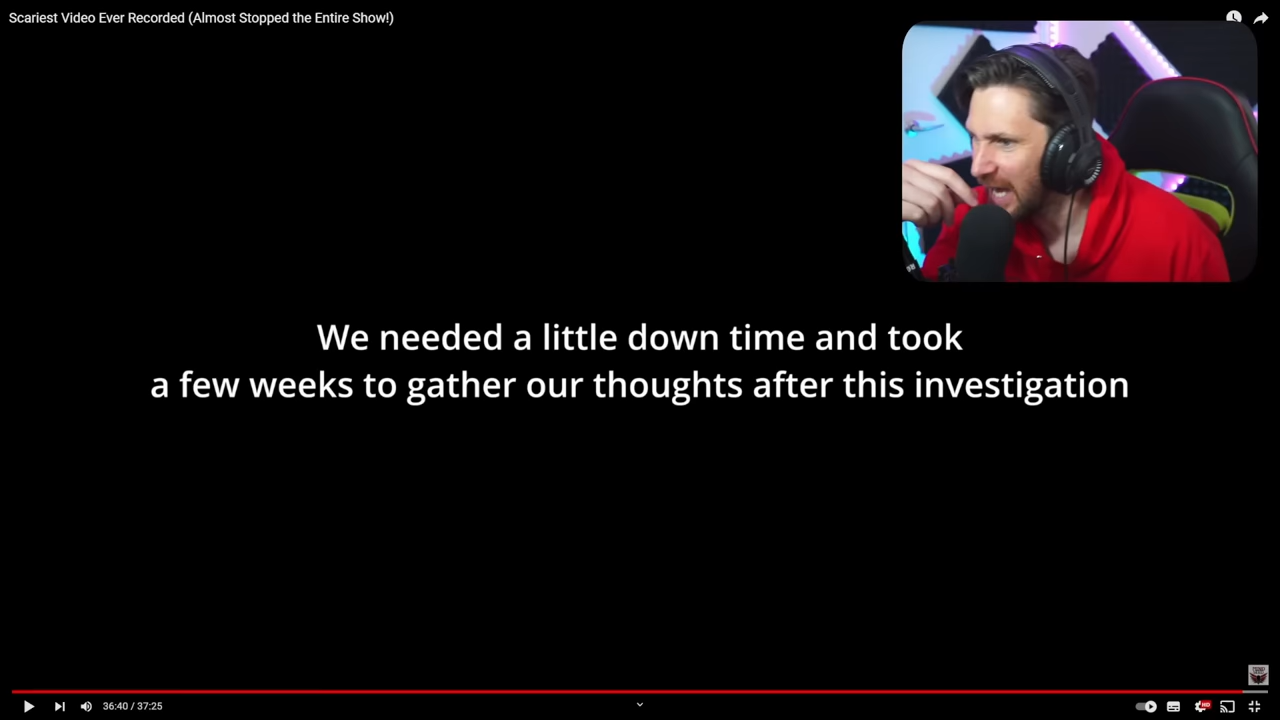 Scariest Video Ever Recorded (Almost Stopped the Entire Show!)
We needed a little down time and took
a few weeks to gather our thoughts after this investigation
36:40 / 37:25
HD